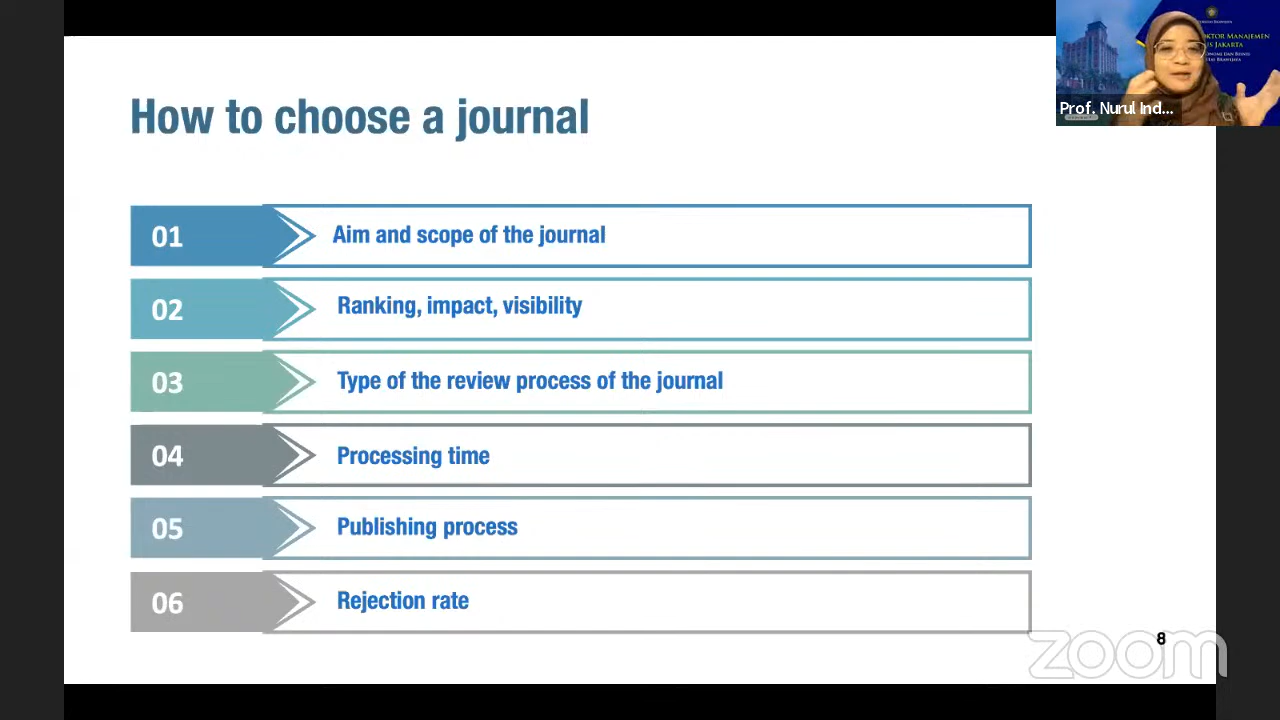 How to choose a journal
01
Aim and scope of the journal
02
Ranking, impact, visibility
03
Type of the review process of the journal
04
Processing time
05
Publishing process
06
Rejection rate
8
zoom
Prof. Nurul Ind...